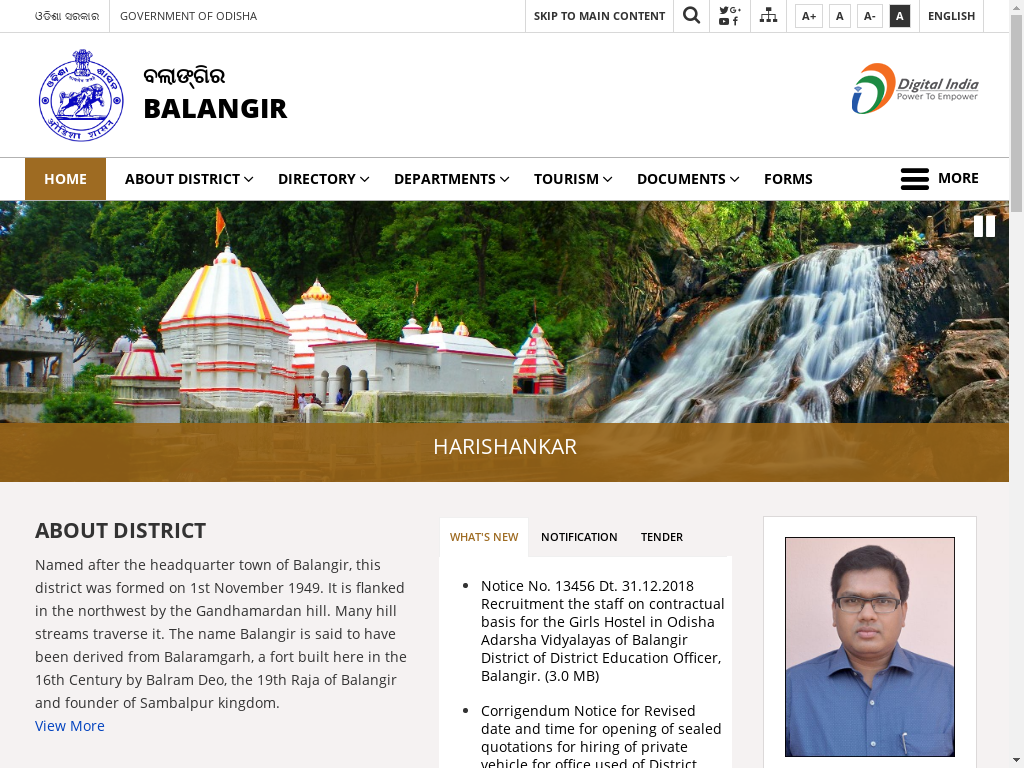 ଓଡିଶା ସରକାର
GOVERNMENT OF ODISHA
SKIP TO MAIN CONTENT
A+
A
A-
A
ENGLISH
ବଲାଙ୍ଗିର
BALANGIR
Digital India
Power To Empower
HOME
ABOUT DISTRICT
DIRECTORY
DEPARTMENTS
TOURISM
DOCUMENTS
FORMS
MORE
HARISHANKAR
ABOUT DISTRICT
Named after the headquarter town of Balangir, this
district was formed on 1st November 1949. It is flanked
in the northwest by the Gandhamardan hill. Many hill
streams traverse it. The name Balangir is said to have
been derived from Balaramgarh, a fort built here in the
16th Century by Balram Deo, the 19th Raja of Balangir
and founder of Sambalpur kingdom.
View More
WHAT'S NEW
NOTIFICATION
TENDER
Notice No. 13456 Dt. 31.12.2018
Recruitment the staff on contractual
basis for the Girls Hostel in Odisha
Adarsha Vidyalayas of Balangir
District of District Education Officer,
Balangir. (3.0 MB)
Corrigendum Notice for Revised
date and time for opening of sealed
quotations for hiring of private
vehicle for office used of District